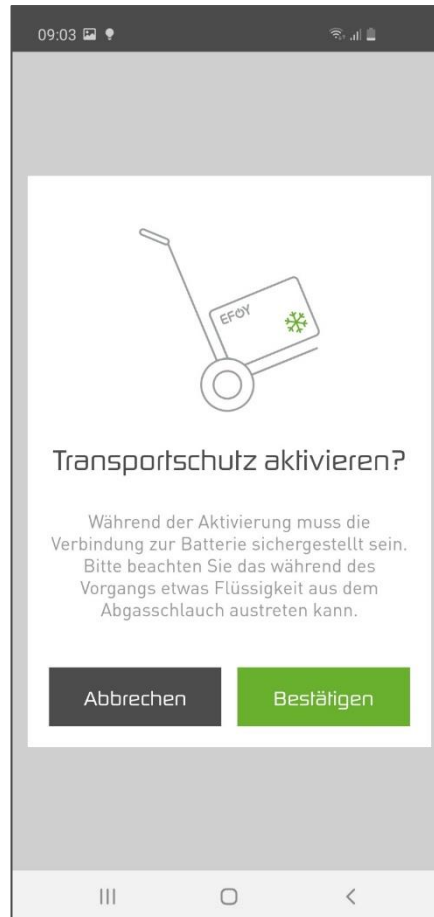 09:03
EFOY
Transportschutz aktivieren?
Während der Aktivierung muss die
Verbindung zur Batterie sichergestellt sein.
Bitte beachten Sie das während des
Vorgangs etwas Flüssigkeit aus dem
Abgasschlauch austreten kann.
Abbrechen
Bestätigen